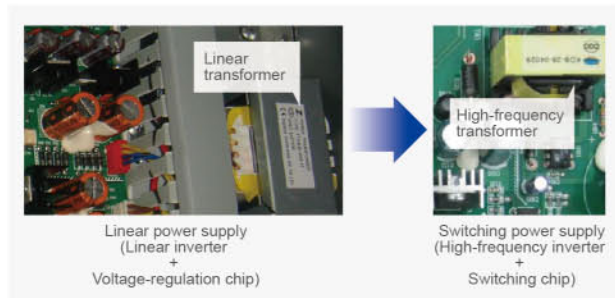 Linear
transformer
High-frequency
transformer
Linear power supply
(Linear inverter
+
Voltage-regulation chip)
Switching power supply
(High-frequency inverter
+
Switching chip)